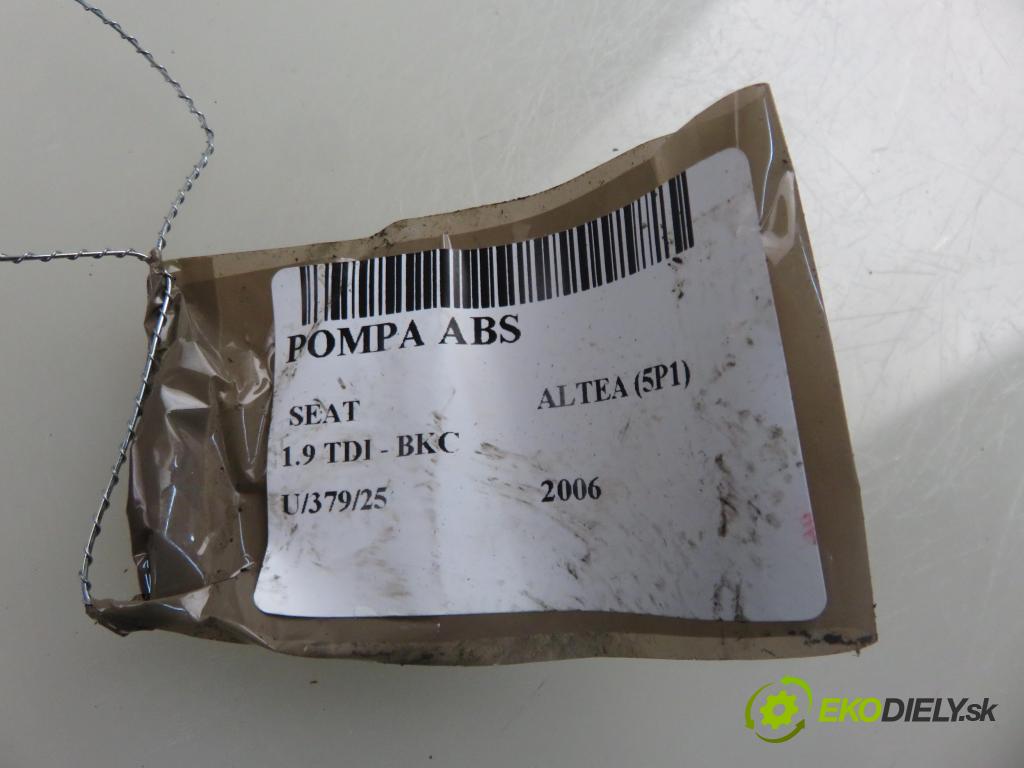 POMPA ABS
SEAT ALTEA (5P1)
1.9 TDI - BKC
U/379/25 2006
EKODIELY.sk